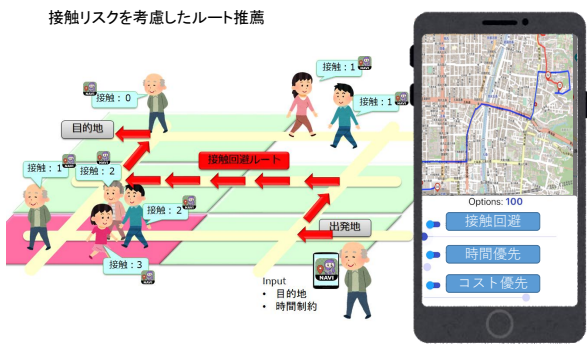 接触リスクを考慮したルート推薦
接触：0
接触：1
接触：1
目的地
接触：1
接触：2
接触回避ルート
接触：2
接触：3
出発地
NAVI
Input
• 目的地
• 時間制約
Options: 100
接触回避
時間優先
コスト優先